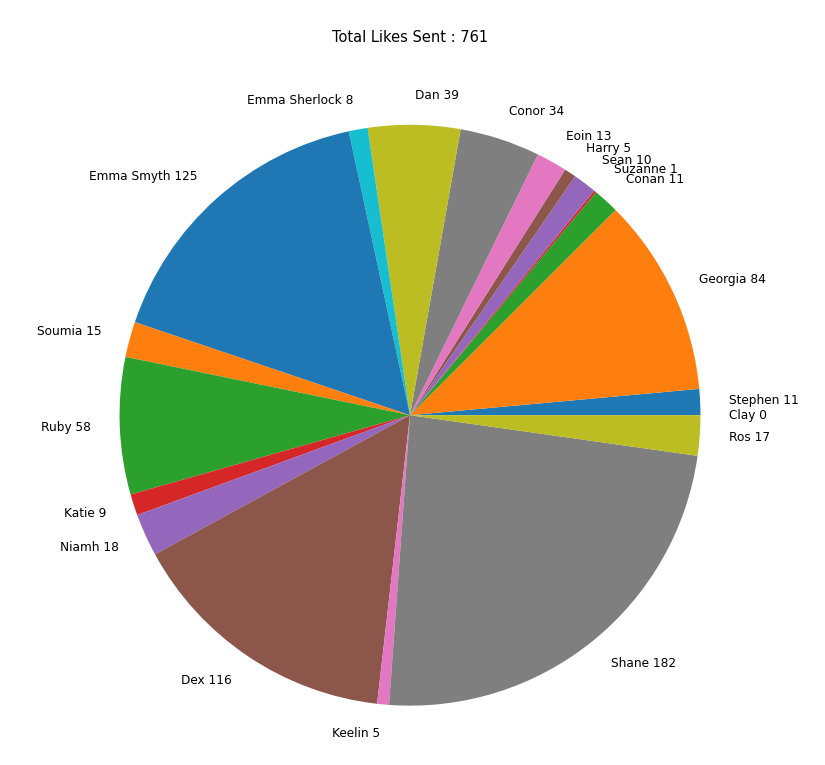 Total Likes Sent : 761
Dan 39
Emma Sherlock 8
Conor 34
Eoin 13
Harry 5
Sean 10
Suzanne 1
Conan 11
Emma Smyth 125
Georgia 84
Soumia 15
Stephen 11
Clay 0
Ruby 58
Ros 17
Katie 9
Niamh 18
Shane 182
Dex 116
Keelin 5